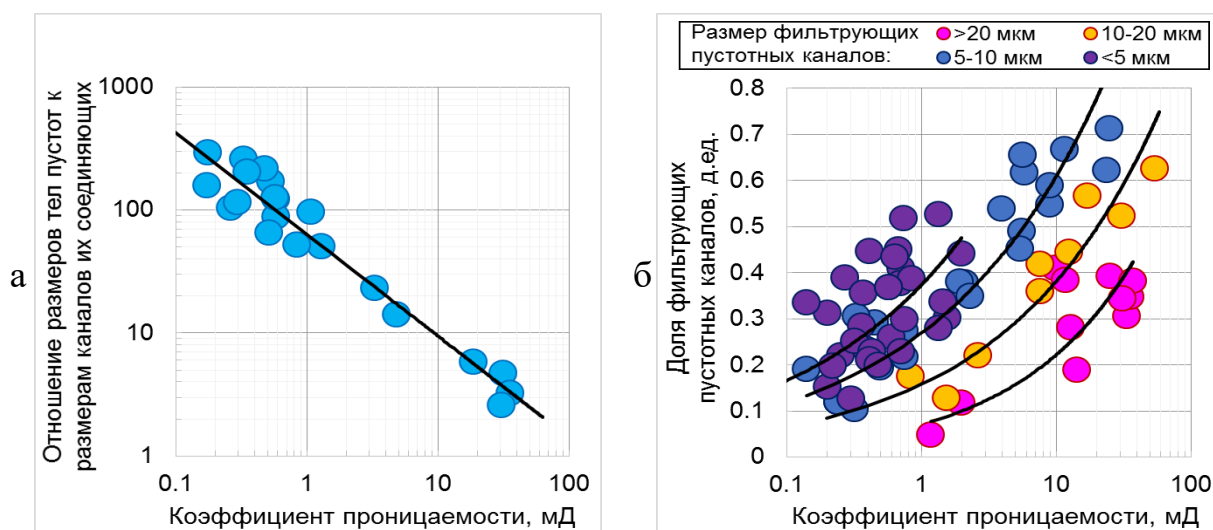 а
Отношение размеров тел пустот к
размерам каналов их соединяющих
1000
100
10
1
0.1 1 10 100
Коэффициент проницаемости, мД
б
Размер фильтрующих
пустотных каналов:
>20 мкм
10-20 мкм
5-10 мкм
<5 мкм
Доля фильтрующих
пустотных каналов, д.ед.
0.8
0.7
0.6
0.5
0.4
0.3
0.2
0.1
0
0.1 1 10 100
Коэффициент проницаемости, мД